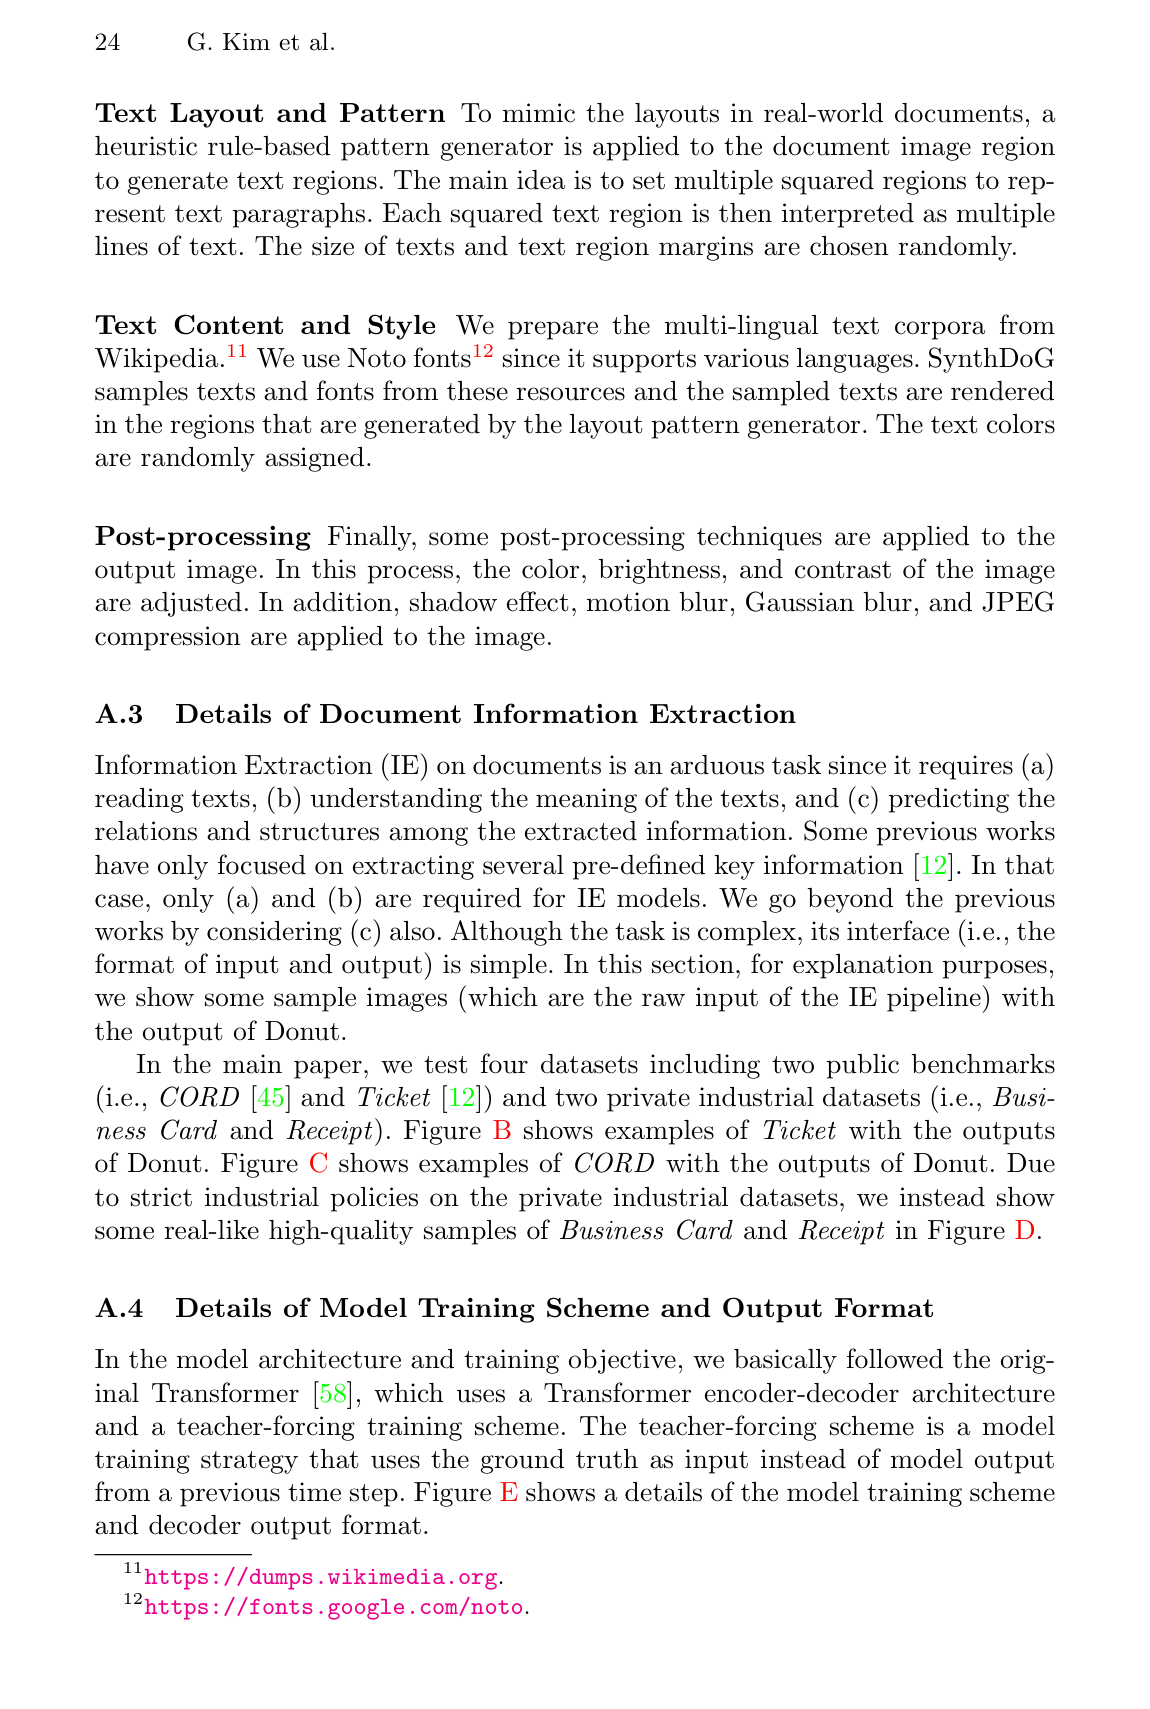 24 G. Kim et al.
Text Layout and Pattern To mimic the layouts in real-world documents, a
heuristic rule-based pattern generator is applied to the document image region
to generate text regions. The main idea is to set multiple squared regions to rep-
resent text paragraphs. Each squared text region is then interpreted as multiple
lines of text. The size of texts and text region margins are chosen randomly.
Text Content and Style We prepare the multi-lingual text corpora from
Wikipedia.11 We use Noto fonts12 since it supports various languages. SynthDoG
samples texts and fonts from these resources and the sampled texts are rendered
in the regions that are generated by the layout pattern generator. The text colors
are randomly assigned.
Post-processing Finally, some post-processing techniques are applied to the
output image. In this process, the color, brightness, and contrast of the image
are adjusted. In addition, shadow effect, motion blur, Gaussian blur, and JPEG
compression are applied to the image.
A.3 Details of Document Information Extraction
Information Extraction (IE) on documents is an arduous task since it requires (a)
reading texts, (b) understanding the meaning of the texts, and (c) predicting the
relations and structures among the extracted information. Some previous works
have only focused on extracting several pre-defined key information [12]. In that
case, only (a) and (b) are required for IE models. We go beyond the previous
works by considering (c) also. Although the task is complex, its interface (i.e., the
format of input and output) is simple. In this section, for explanation purposes,
we show some sample images (which are the raw input of the IE pipeline) with
the output of Donut.
In the main paper, we test four datasets including two public benchmarks
(i.e., CORD [45] and Ticket [12]) and two private industrial datasets (i.e., Busi-
ness Card and Receipt). Figure B shows examples of Ticket with the outputs
of Donut. Figure C shows examples of CORD with the outputs of Donut. Due
to strict industrial policies on the private industrial datasets, we instead show
some real-like high-quality samples of Business Card and Receipt in Figure D.
A.4 Details of Model Training Scheme and Output Format
In the model architecture and training objective, we basically followed the orig-
inal Transformer [58], which uses a Transformer encoder-decoder architecture
and a teacher-forcing training scheme. The teacher-forcing scheme is a model
training strategy that uses the ground truth as input instead of model output
from a previous time step. Figure E shows a details of the model training scheme
and decoder output format.
11 https://dumps.wikimedia.org.
12 https://fonts.google.com/noto.